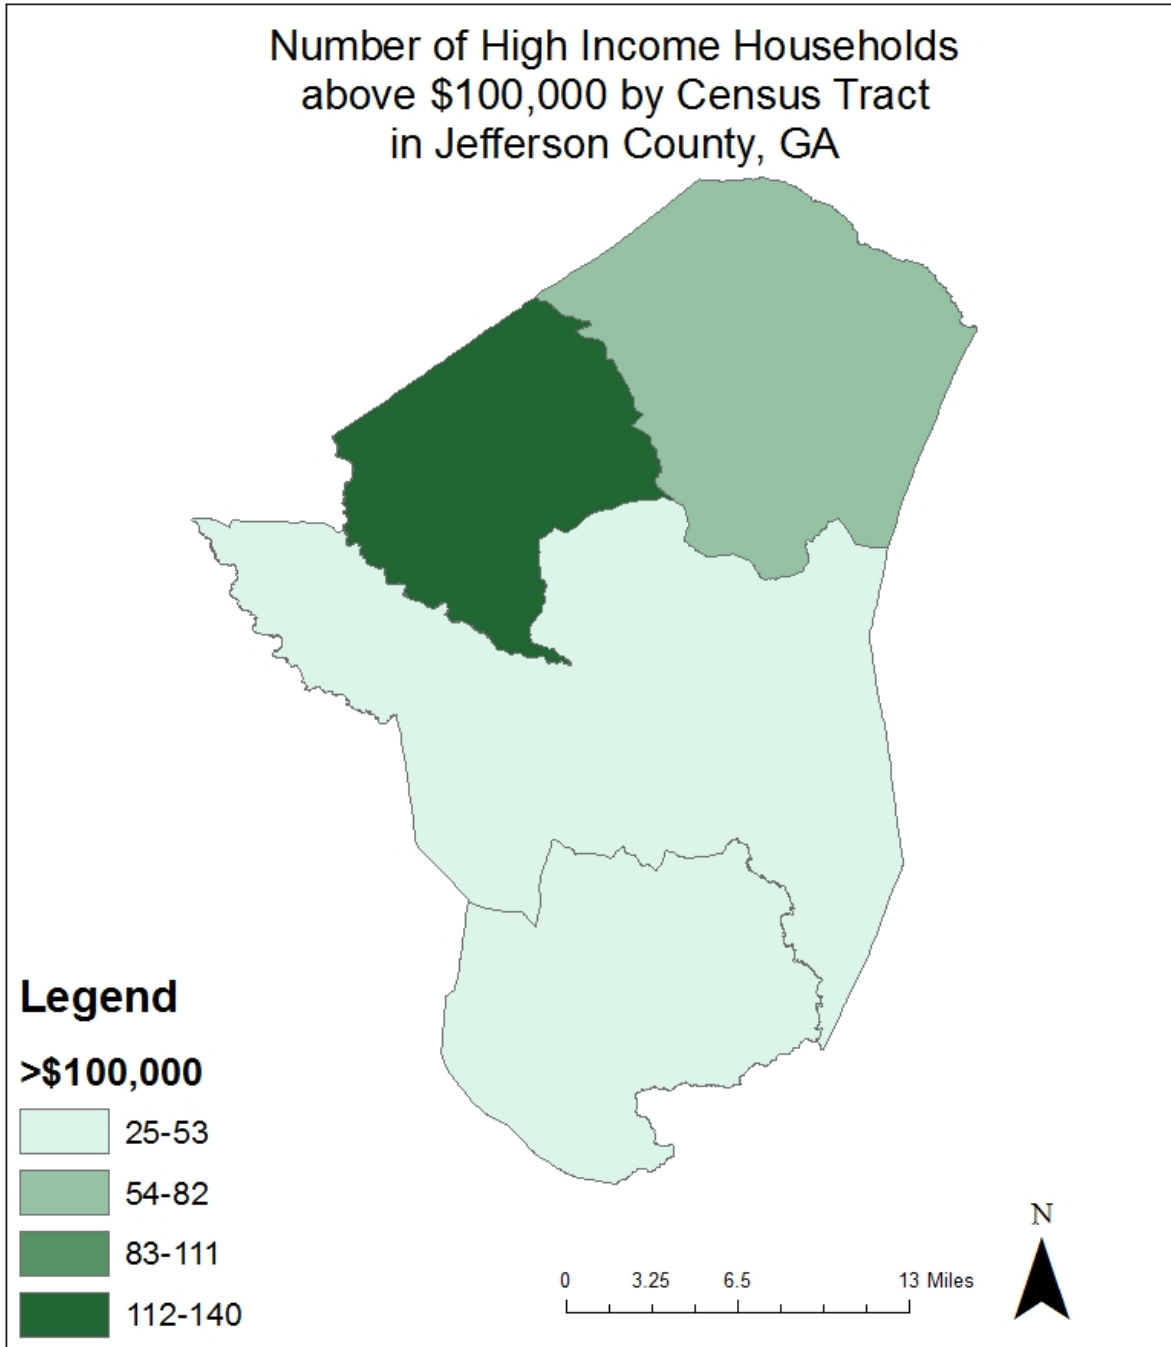 Number of High Income Households
above $100,000 by Census Tract
in Jefferson County, GA
Legend
>$100,000
25-53
54-82
83-111
112-140
0 3.25 6.5 13 Miles
N